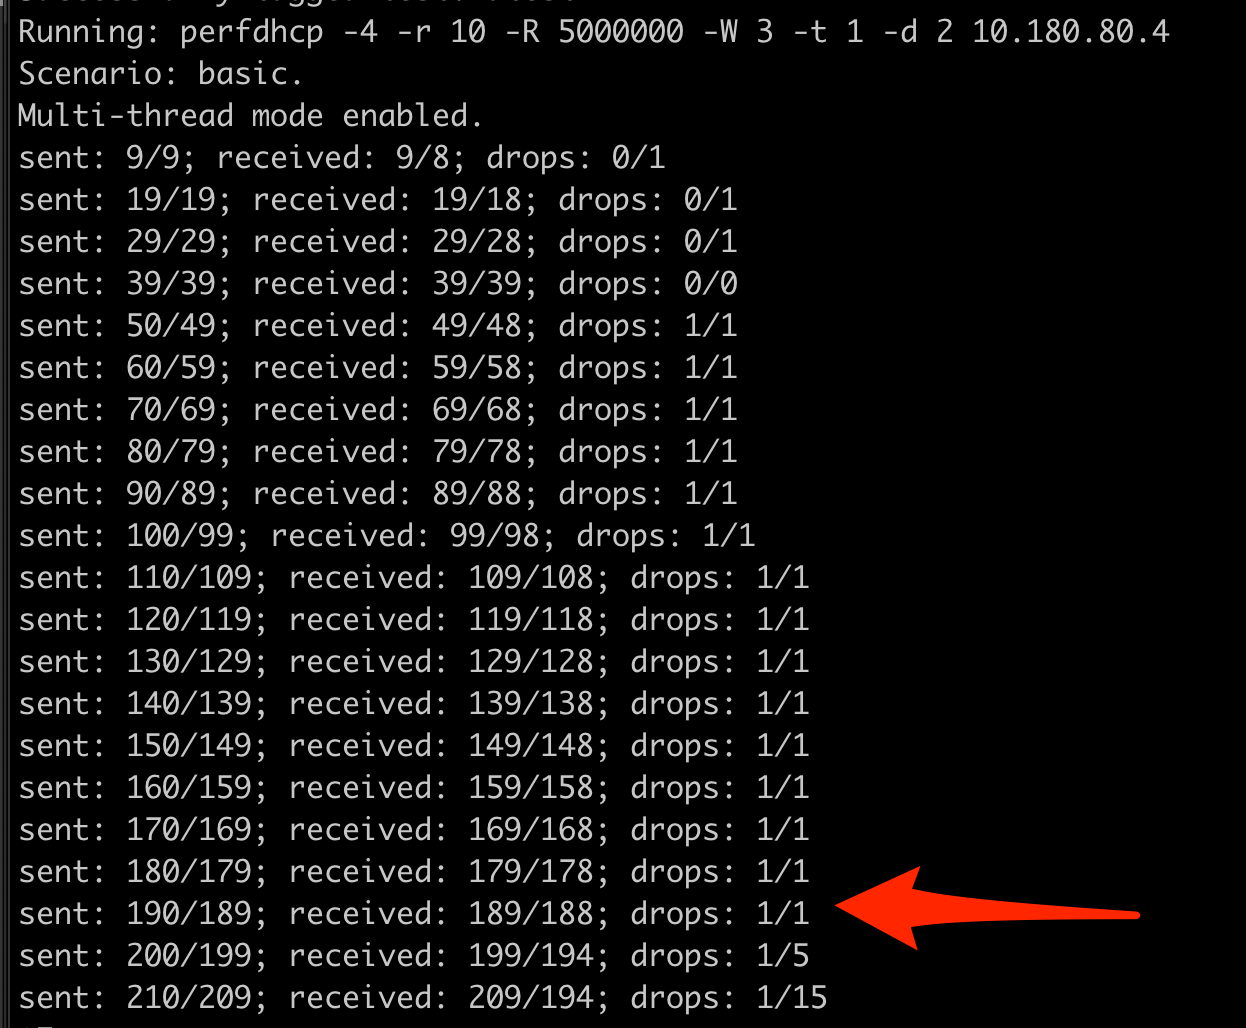 Running: perfdhcp -4 -r 10 -R 5000000 -W 3 -t 1 -d 2 10.180.80.4
Scenario: basic.
Multi-thread mode enabled.
sent: 9/9; received: 9/8; drops: 0/1
sent: 19/19; received: 19/18; drops: 0/1
sent: 29/29; received: 29/28; drops: 0/1
sent: 39/39; received: 39/39; drops: 0/0
sent: 50/49; received: 49/48; drops: 1/1
sent: 60/59; received: 59/58; drops: 1/1
sent: 70/69; received: 69/68; drops: 1/1
sent: 80/79; received: 79/78; drops: 1/1
sent: 90/89; received: 89/88; drops: 1/1
sent: 100/99; received: 99/98; drops: 1/1
sent: 110/109; received: 109/108; drops: 1/1
sent: 120/119; received: 119/118; drops: 1/1
sent: 130/129; received: 129/128; drops: 1/1
sent: 140/139; received: 139/138; drops: 1/1
sent: 150/149; received: 149/148; drops: 1/1
sent: 160/159; received: 159/158; drops: 1/1
sent: 170/169; received: 169/168; drops: 1/1
sent: 180/179; received: 179/178; drops: 1/1
sent: 190/189; received: 189/188; drops: 1/1
sent: 200/199; received: 199/194; drops: 1/5
sent: 210/209; received: 209/194; drops: 1/15